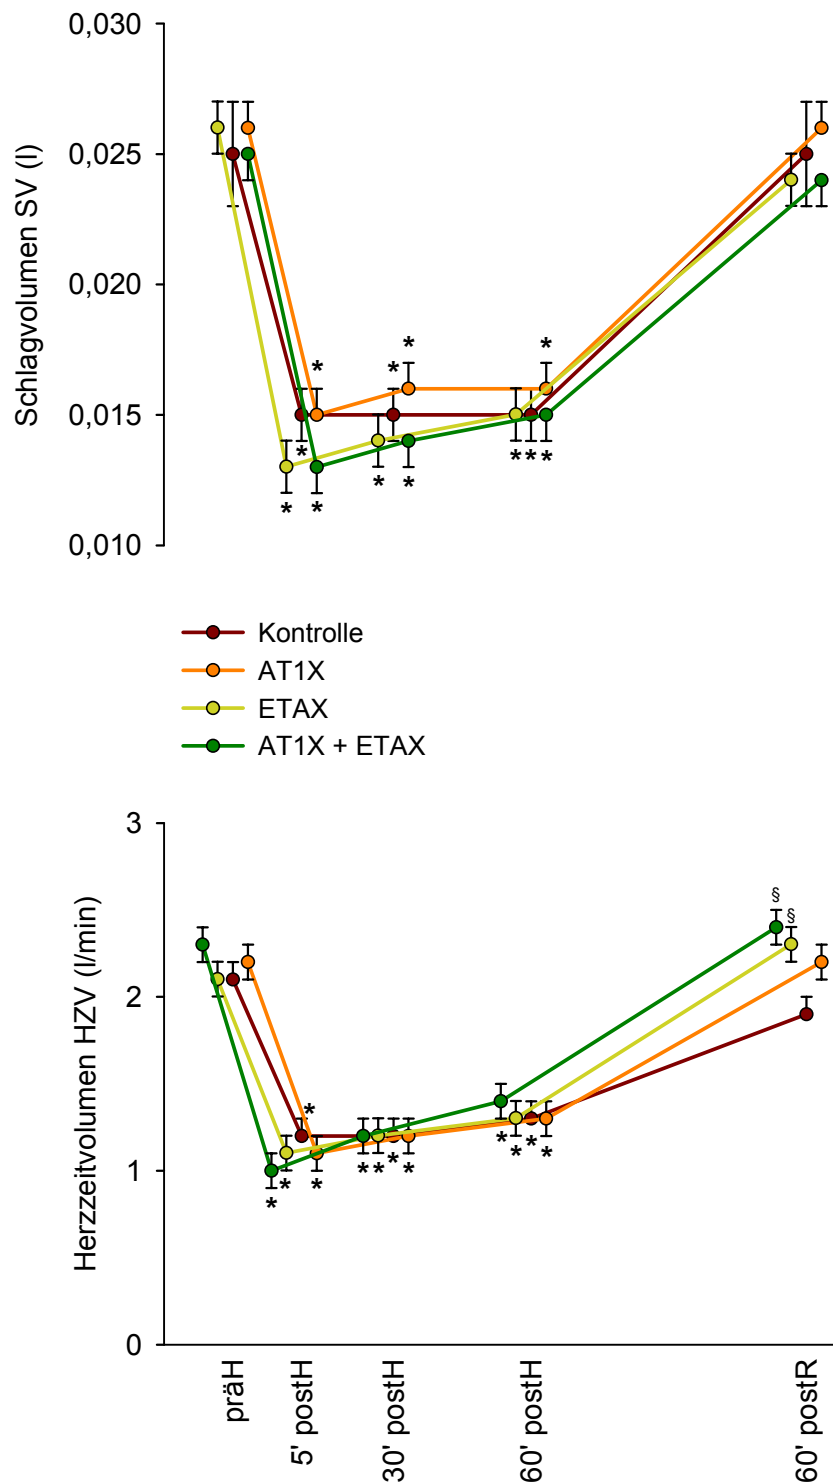 0,030
0,025
0,020
0,015
0,010
Schlagvolumen SV (l)
* * * *
* * * * * * * *
Kontrolle
AT1X
ETAX
AT1X + ETAX
3
2
1
0
Herzzeitvolumen HZV (l/min)
§ §
*
* * * * * * * * * * *
präH
5' postH
30' postH
60' postH
60' postR